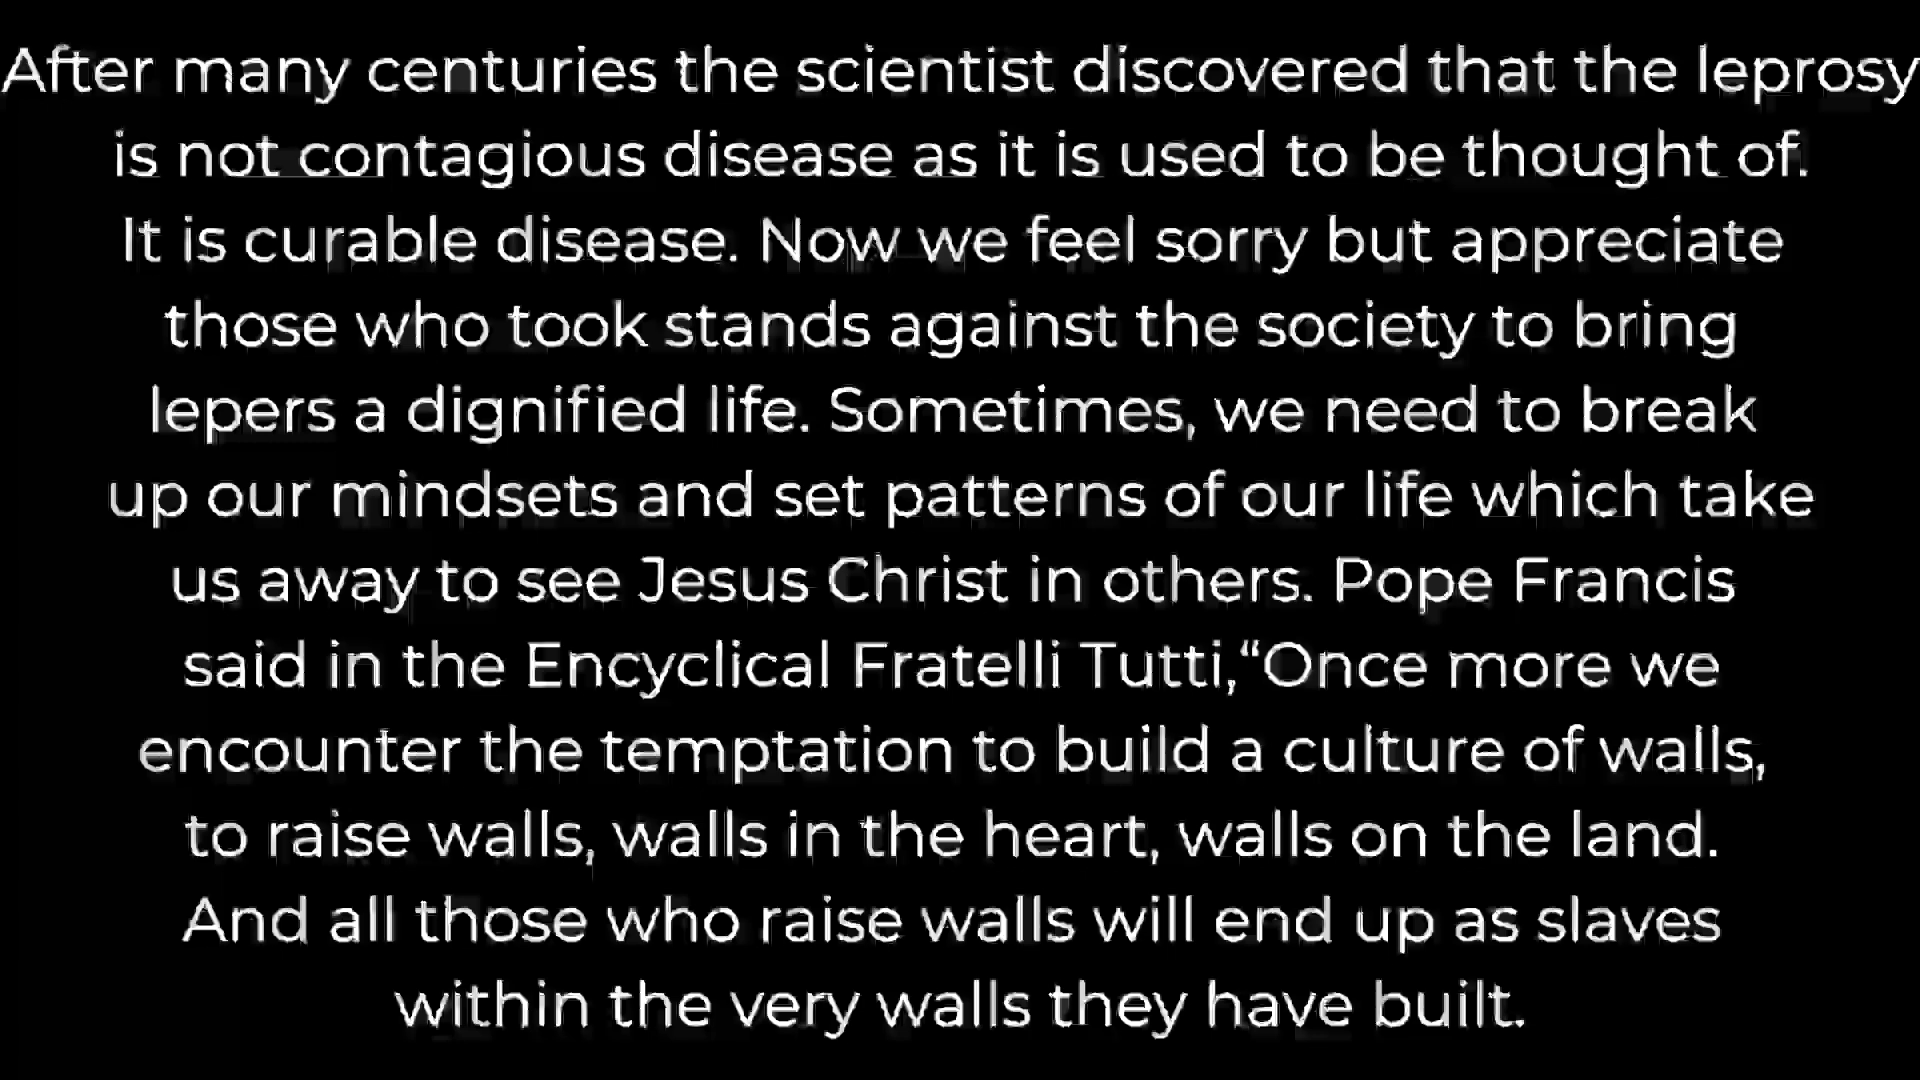 After many centuries the scientist discovered that the leprosy
is not contagious disease as it is used to be thought of.
It is curable disease. Now we feel sorry but appreciate
those who took stands against the society to bring
lepers a dignified life. Sometimes, we need to break
up our mindsets and set patterns of our life which take
us away to see Jesus Christ in others. Pope Francis
said in the Encyclical Fratelli Tutti,“Once more we
encounter the temptation to build a culture of walls,
to raise walls, walls in the heart, walls on the land.
And all those who raise walls will end up as slaves
within the very walls they have built.